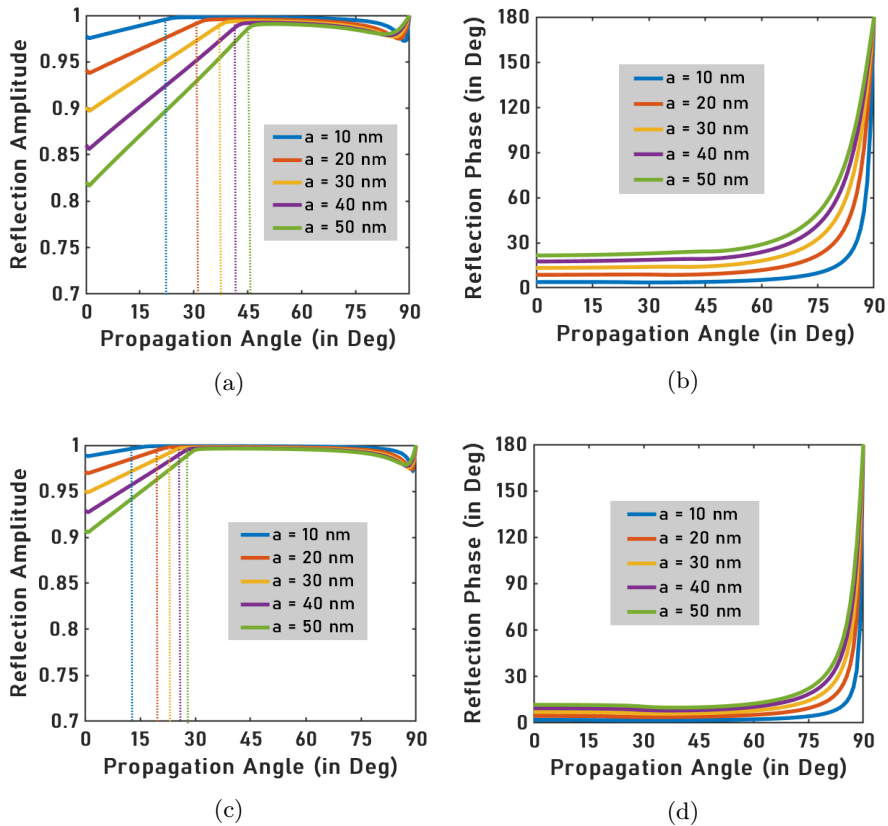 Reflection Amplitude
1
0.95
0.9
0.85
0.8
0.75
0.7
a = 10 nm
a = 20 nm
a = 30 nm
a = 40 nm
a = 50 nm
0 15 30 45 60 75 90
Propagation Angle (in Deg)
(a)
Reflection Phase (in Deg)
180
150
120
90
60
30
0
a = 10 nm
a = 20 nm
a = 30 nm
a = 40 nm
a = 50 nm
0 15 30 45 60 75 90
Propagation Angle (in Deg)
(b)
Reflection Amplitude
1
0.95
0.9
0.85
0.8
0.75
0.7
a = 10 nm
a = 20 nm
a = 30 nm
a = 40 nm
a = 50 nm
0 15 30 45 60 75 90
Propagation Angle (in Deg)
(c)
Reflection Phase (in Deg)
180
150
120
90
60
30
0
a = 10 nm
a = 20 nm
a = 30 nm
a = 40 nm
a = 50 nm
0 15 30 45 60 75 90
Propagation Angle (in Deg)
(d)